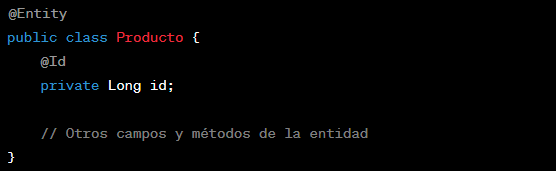 @Entity
public class Producto {
    @Id
    private Long id;

    // Otros campos y métodos de la entidad
}